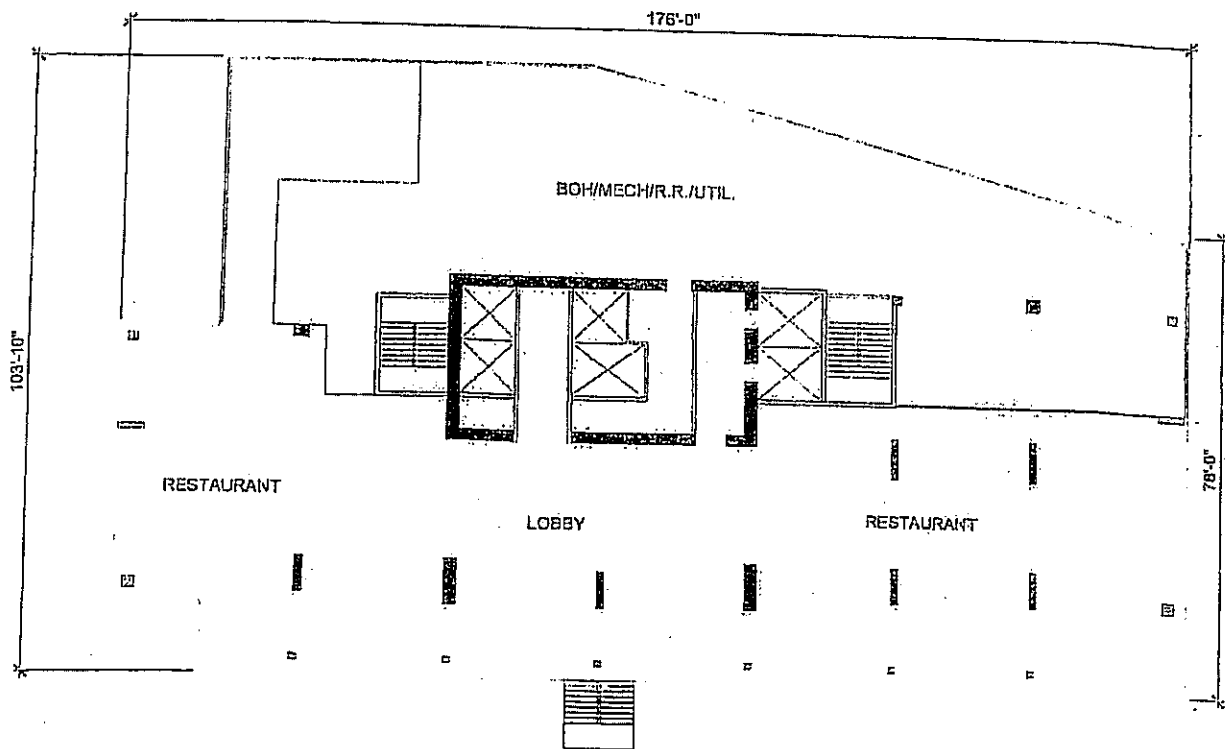 176'-0"
BOH/MECH/R.R./UTIL.
103'-10"
78'-0"
RESTAURANT
LOBBY
RESTAURANT